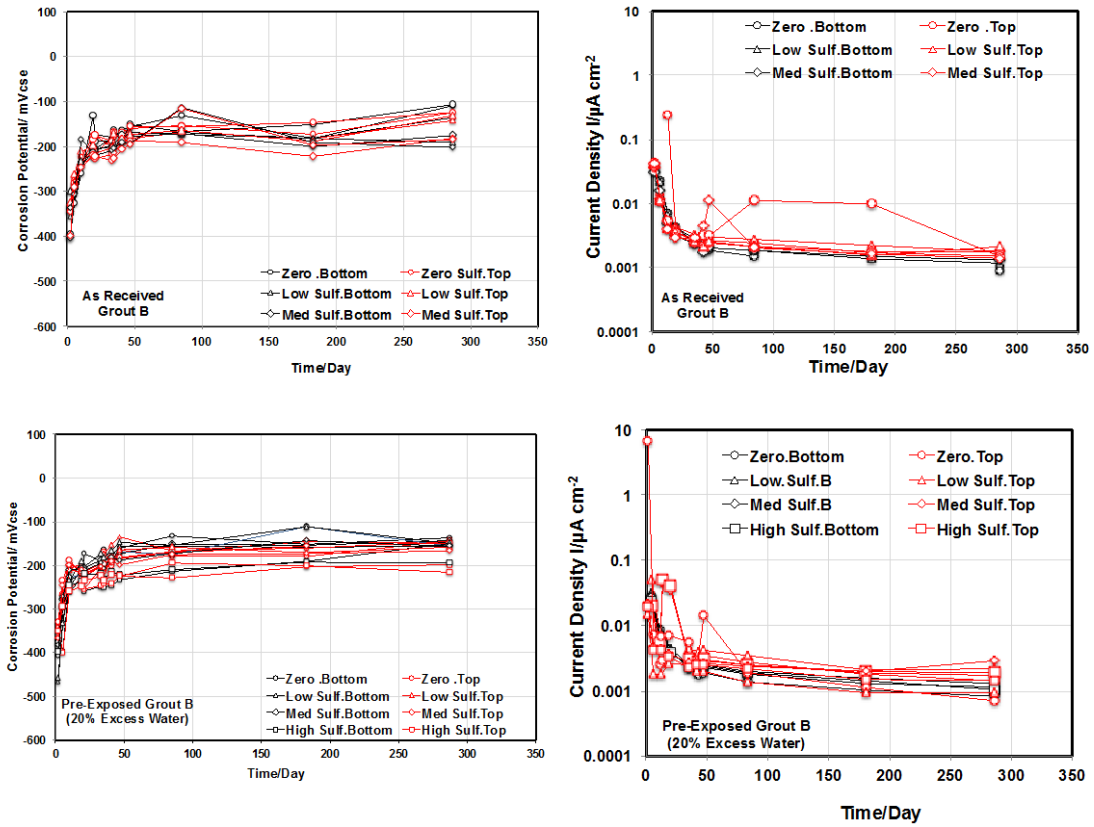 100
0
-100
-200
-300
-400
-500
-600
0 50 100 150 200 250 300 350
Corrosion Potential/ mVcse
Time/Day
Zero .Bottom Zero Sulf.Top
Low Sulf.Bottom Low Sulf.Top
Med Sulf.Bottom Med Sulf.Top
As Received
Grout B
10
1
0.1
0.01
0.001
0.0001
0 50 100 150 200 250 300 350
Current Density I/µA cm-2
Time/Day
Zero .Bottom Zero .Top
Low Sulf.Bottom Low Sulf.Top
Med Sulf.Bottom Med Sulf.Top
As Received
Grout B
100
0
-100
-200
-300
-400
-500
-600
0 50 100 150 200 250 300 350
Corrosion Potential/ mVcse
Time/Day
Zero .Bottom Zero .Top
Low Sulf.Bottom Low Sulf.Top
Med Sulf.Bottom Med Sulf.Top
High Sulf.Bottom High Sulf.Top
Pre-Exposed Grout B
(20% Excess Water)
10
1
0.1
0.01
0.001
0.0001
0 50 100 150 200 250 300 350
Current Density I/µA cm-2
Time/Day
Zero.Bottom Zero.Top
Low.Sulf.B Low Sulf.Top
Med Sulf.B Med Sulf.Top
High Sulf.Bottom High Sulf.Top
Pre-Exposed Grout B
(20% Excess Water)